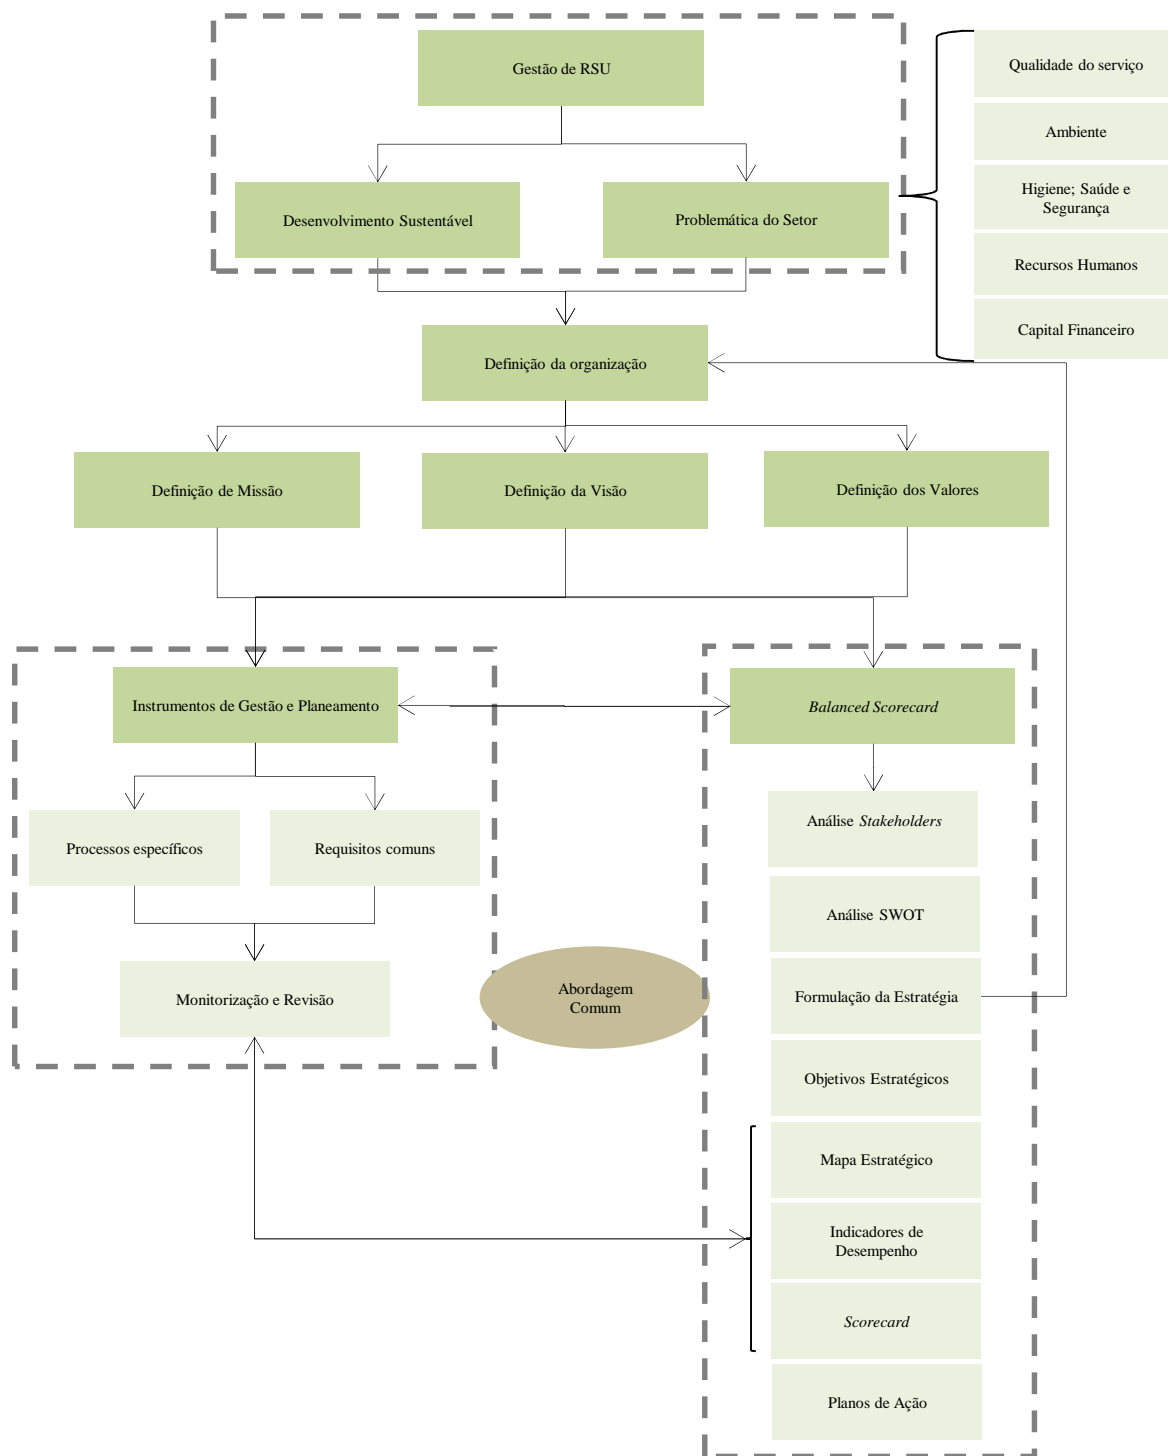 Gestão de RSU
Desenvolvimento Sustentável
Problemática do Setor
Qualidade do serviço
Ambiente
Higiene; Saúde e
Segurança
Recursos Humanos
Capital Financeiro
Definição da organização
Definição de Missão
Definição da Visão
Definição dos Valores
Instrumentos de Gestão e Planeamento
Processos específicos
Requisitos comuns
Monitorização e Revisão
Abordagem
Comum
Balanced Scorecard
Análise Stakeholders
Análise SWOT
Formulação da Estratégia
Objetivos Estratégicos
Mapa Estratégico
Indicadores de
Desempenho
Scorecard
Planos de Ação